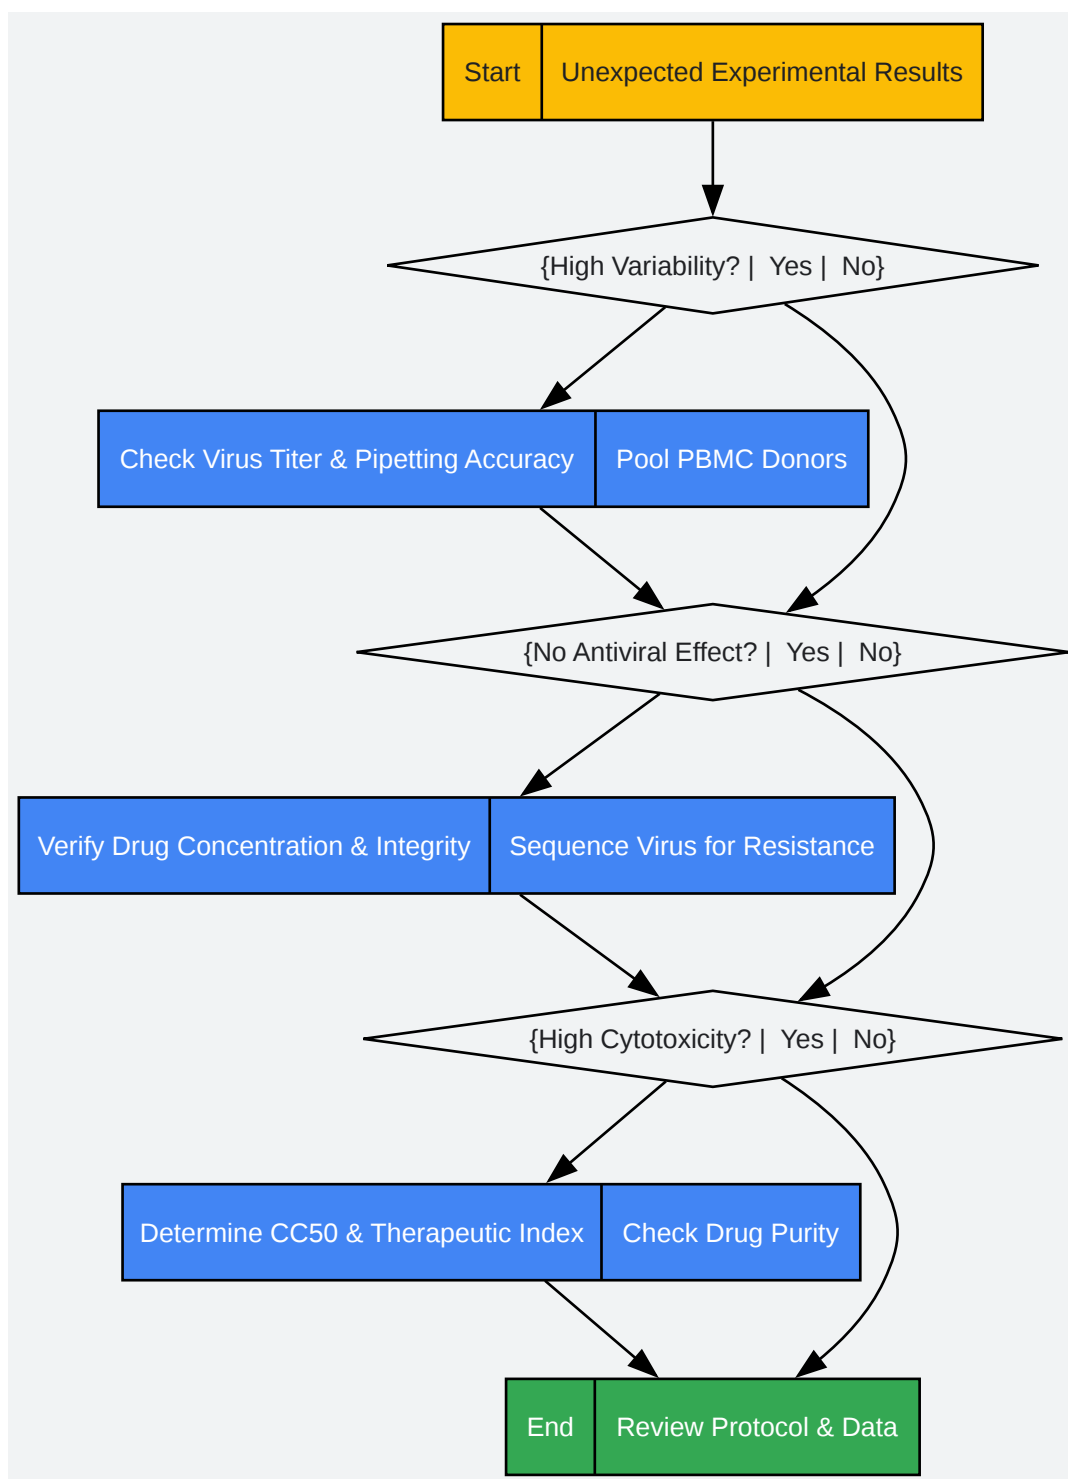 Start
Unexpected Experimental Results
{High Variability? | Yes | No}
Check Virus Titer & Pipetting Accuracy
Pool PBMC Donors
{No Antiviral Effect? | Yes | No}
Verify Drug Concentration & Integrity
Sequence Virus for Resistance
{High Cytotoxicity? | Yes | No}
Determine CC50 & Therapeutic Index
Check Drug Purity
End
Review Protocol & Data